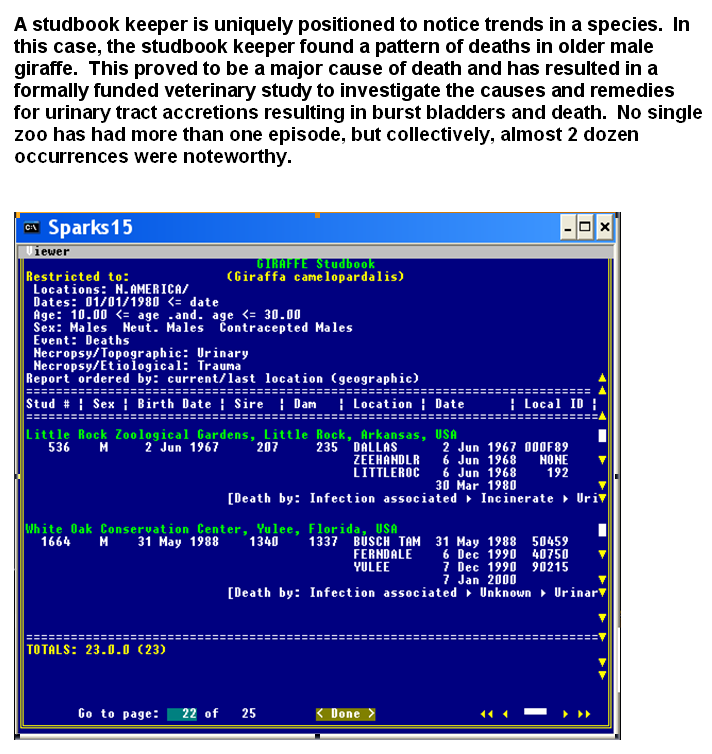 A studbook keeper is uniquely positioned to notice trends in a species.  In
this case, the studbook keeper found a pattern of deaths in older male
giraffe.  This proved to be a major cause of death and has resulted in a
formally funded veterinary study to investigate the causes and remedies
for urinary tract accretions resulting in burst bladders and death.  No single
zoo has had more than one episode, but collectively, almost 2 dozen
occurrences were noteworthy.
C:\ Sparks15
Viewer
GIRAFFE Studbook
Restricted to: (Giraffa camelopardalis)
Locations: N.AMERICA/
Dates: 01/01/1980 <= date
Age: 10.00 <= age .and. age <= 30.00
Sex: Males  Neut. Males  Contracepted Males
Event: Deaths
Necropsy/Topographic: Urinary
Necropsy/Etiological: Trauma
Report ordered by: current/last location (geographic)
Stud # ¦ Sex ¦ Birth Date ¦ Sire ¦ Dam ¦ Location ¦ Date ¦ Local ID ¦
Little Rock Zoological Gardens, Little Rock, Arkansas, USA
536 M 2 Jun 1967 207 235 DALLAS 2 Jun 1967 000F89
ZEEHANDLR 6 Jun 1968 NONE
LITTLEROC 6 Jun 1968 192
30 Mar 1980
[Death by: Infection associated ▸ Incinerate ▸ Uri
White Oak Conservation Center, Yulee, Florida, USA
1664 M 31 May 1988 1340 1337 BUSCH TAM 31 May 1988 50459
FERNDALE 6 Dec 1990 40750
YULEE 7 Dec 1990 90215
7 Jan 2000
[Death by: Infection associated ▸ Unknown ▸ Urinar
TOTALS: 23.0.0 (23)
Go to page: 22 of 25 < Done >